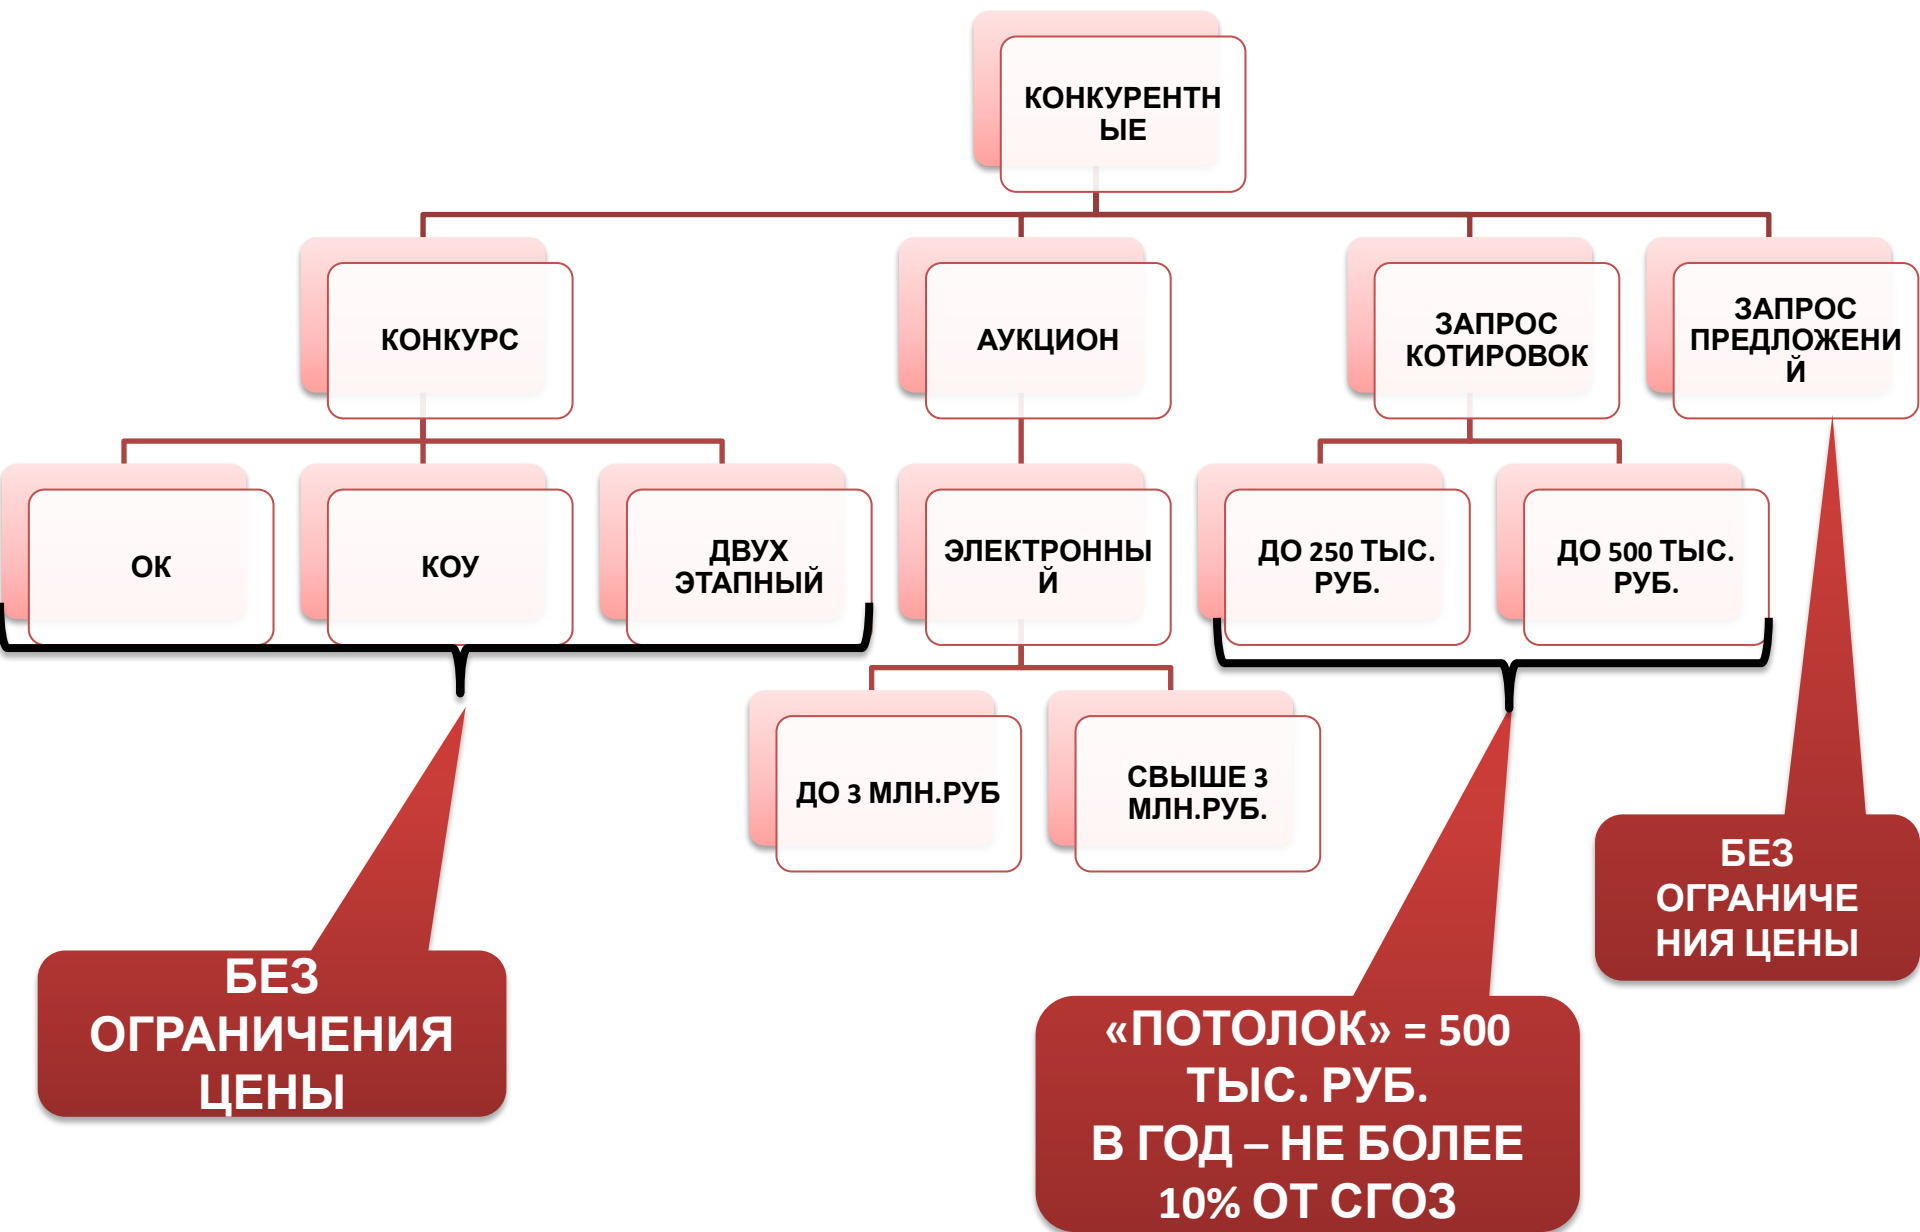 КОНКУРЕНТН
ЫЕ
КОНКУРС
АУКЦИОН
ЗАПРОС
КОТИРОВОК
ЗАПРОС
ПРЕДЛОЖЕНИ
Й
ОК
КОУ
ДВУХ
ЭТАПНЫЙ
ЭЛЕКТРОННЫ
Й
ДО 250 ТЫС.
РУБ.
ДО 500 ТЫС.
РУБ.
ДО 3 МЛН.РУБ
СВЫШЕ 3
МЛН.РУБ.
БЕЗ
ОГРАНИЧЕНИЯ
ЦЕНЫ
«ПОТОЛОК» = 500
ТЫС. РУБ.
В ГОД – НЕ БОЛЕЕ
10% ОТ СГОЗ
БЕЗ
ОГРАНИЧЕ
НИЯ ЦЕНЫ